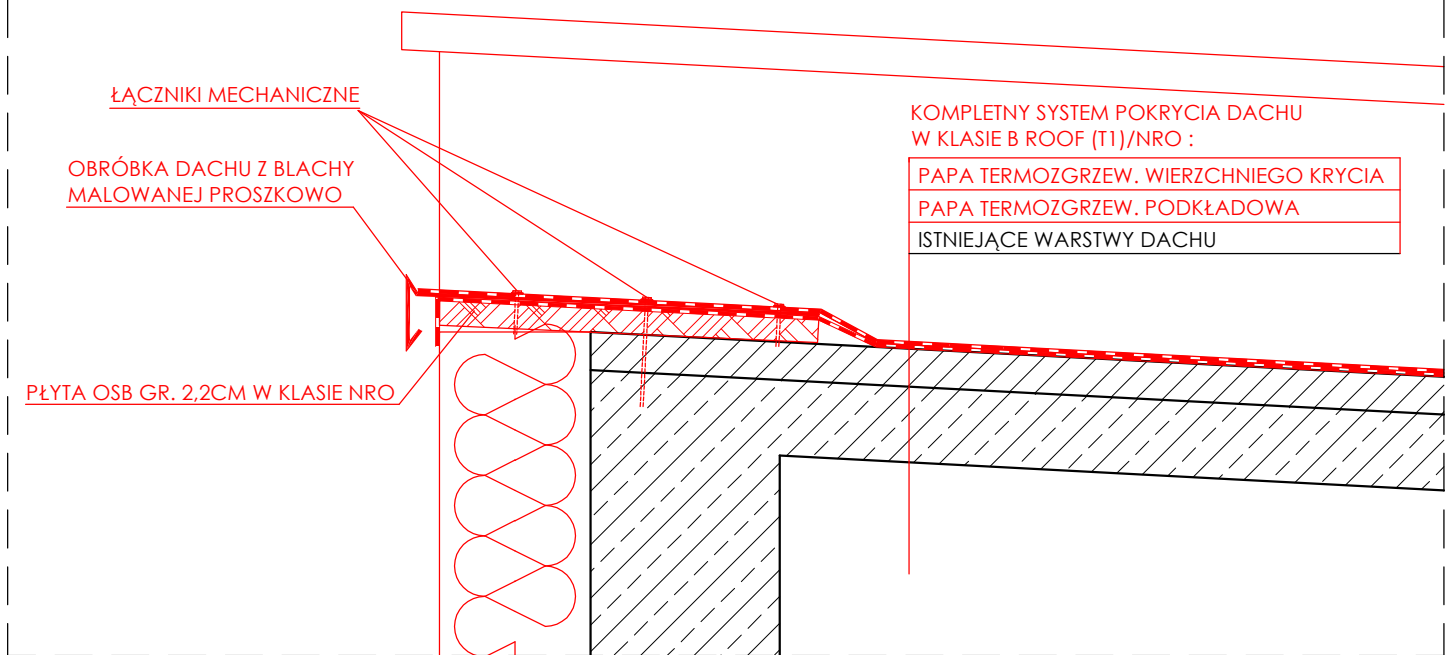 ŁĄCZNIKI MECHANICZNE
OBRÓBKA DACHU Z BLACHY
MALOWANEJ PROSZKOWO
PŁYTA OSB GR. 2,2CM W KLASIE NRO
KOMPLETNY SYSTEM POKRYCIA DACHU
W KLASIE B ROOF (T1)/NRO :
PAPA TERMOZGRZEW. WIERZCHNIEGO KRYCIA
PAPA TERMOZGRZEW. PODKŁADOWA
ISTNIEJĄCE WARSTWY DACHU